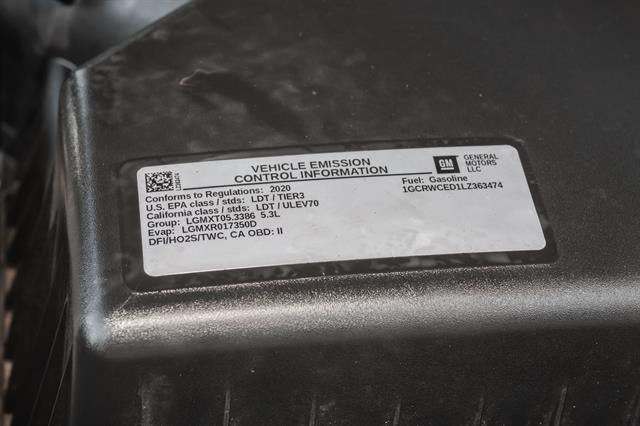 VEHICLE EMISSION
CONTROL INFORMATION
GM
GENERAL
MOTORS
LLC
Conforms to Regulations: 2020
U.S. EPA class / stds: LDT / TIER3
California class / stds: LDT / ULEV70
Group: LGMXT05.3386 5.3L
Evap: LGMXR017350D
DFI/HO2S/TWC, CA OBD: II
Fuel: Gasoline
1GCRWCED1LZ363474